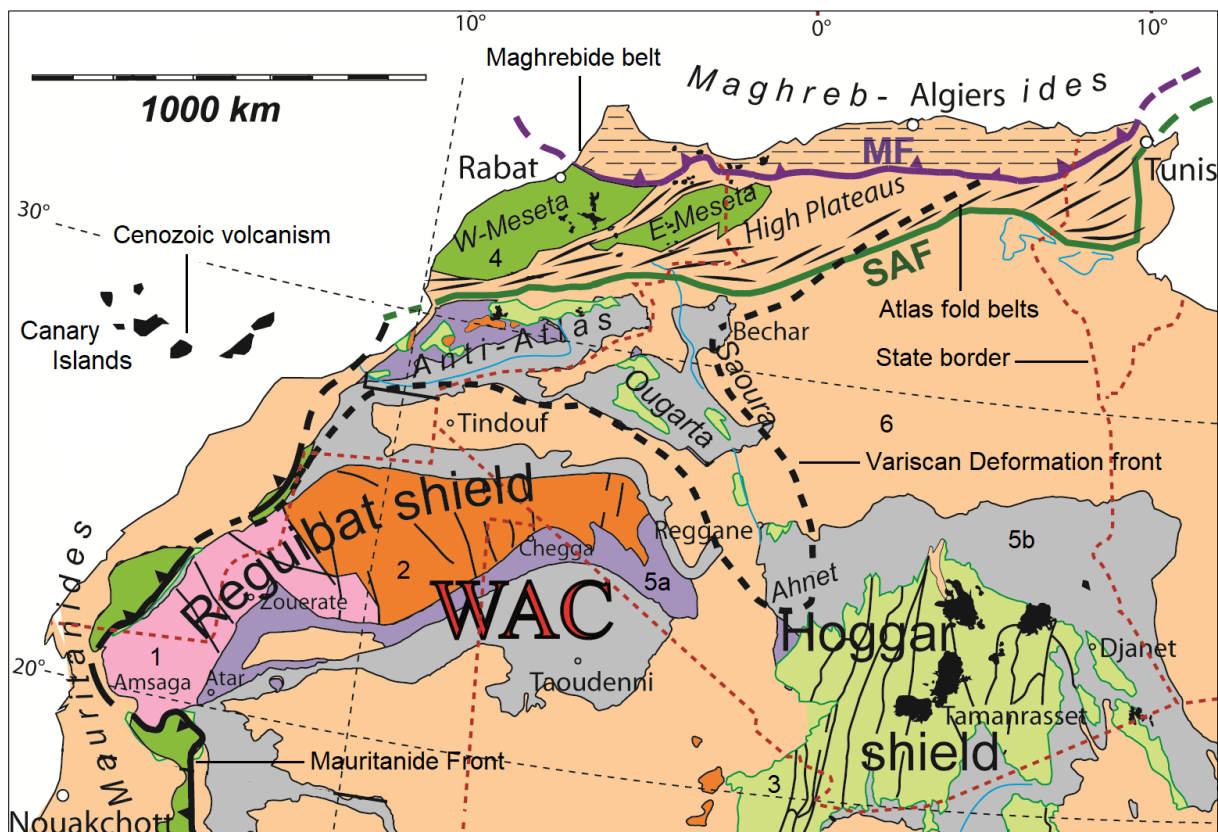 10°
0°
10°
Maghrebide belt
Maghreb- Algiers ides
1000 km
MF
Rabat
Tunis
30°
W-Meseta
E-Meseta
High Plateaus
Cenozoic volcanism
4
SAF
Atlas fold belts
Canary
Islands
Bechar
Anti-Atlas
State border
Saoura
Ougarta
6
Tindouf
Variscan Deformation front
Reguibat shield
Reggane
Chegga
5b
2
5a
Ahnet
Zouerate
WAC
Hoggar
Mauritanides
1
Djanet
20°
Amsaga
Atar
Taoudenni
Tamanrasset
shield
Mauritanide Front
3
Nouakchott